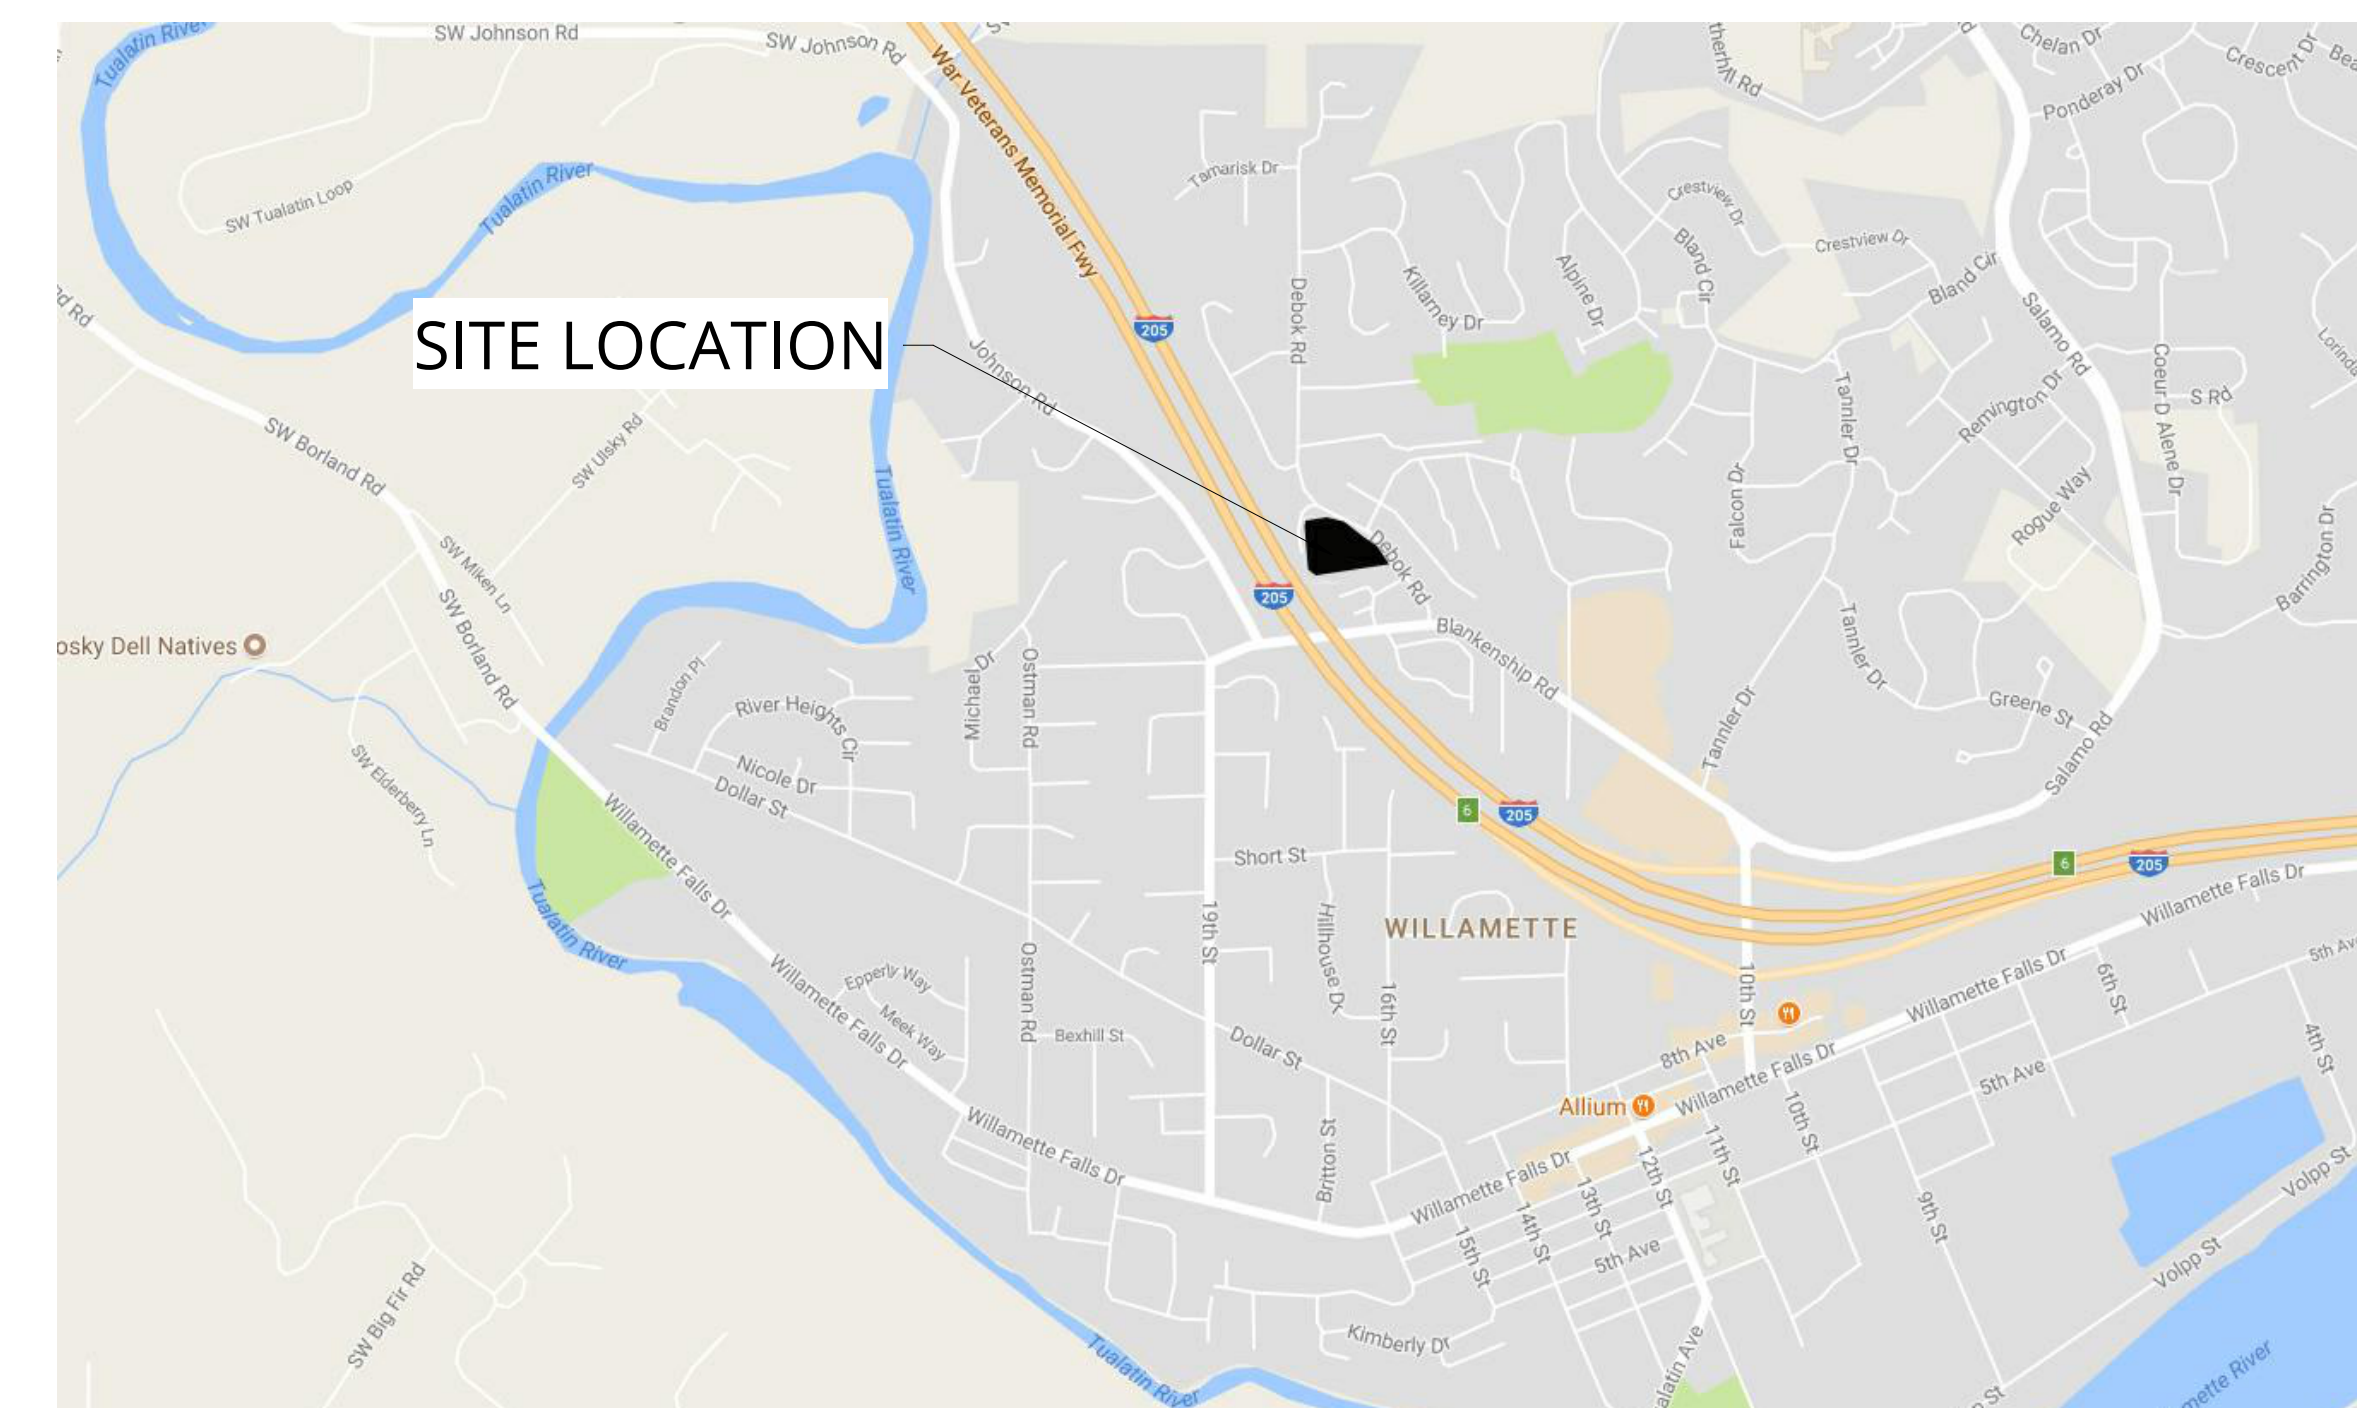 Tualatin River
SW Johnson Rd
SW Johnson Rd
War Veterans Memorial Fwy
Chelan Dr
Crescent Dr
Ponderay Dr
SW Tualatin Loop
Tualatin River
Tamarisk Dr
Crestview Dr
Crestview Dr
Bland Cir
Bland Cir
Alpine Dr
Killarney Dr
Debok Rd
205
SITE LOCATION
Johnson Rd
Salamo Rd
Coeur D Alene Dr
S Rd
Remington Dr
Tannler Dr
SW Borland Rd
SW Ulsky Rd
Tualatin River
Falcon Dr
Rogue Way
Barrington Dr
Debok Rd
SW Miken Ln
SW Borland Rd
205
Blankenship Rd
Tannler Dr
osky Dell Natives
Brandon Pl
Michael Dr
Ostman Rd
River Heights Cir
Greene St
Tannler Dr
Salamo Rd
SW Elderberry Ln
Nicole Dr
Dollar St
6
205
Willamette Falls Dr
Short St
6
205
Willamette Falls Dr
Tualatin River
19th St
Hillhouse Dr
WILLAMETTE
Epperly Way
Meek Way
Ostman Rd
Willamette Falls Dr
Bexhill St
Dollar St
16th St
10th St
Willamette Falls Dr
6th St
5th Av
4th St
8th Ave
Willamette Falls Dr
5th Ave
Allium
10th St
11th St
12th St
Willamette Falls Dr
Britton St
Willamette Falls Dr
13th St
14th St
15th St
5th Ave
9th St
Volpp St
Volpp St
SW Big Fir Rd
Kimberly Dr
Tualatin River
latin Ave
mette River
St